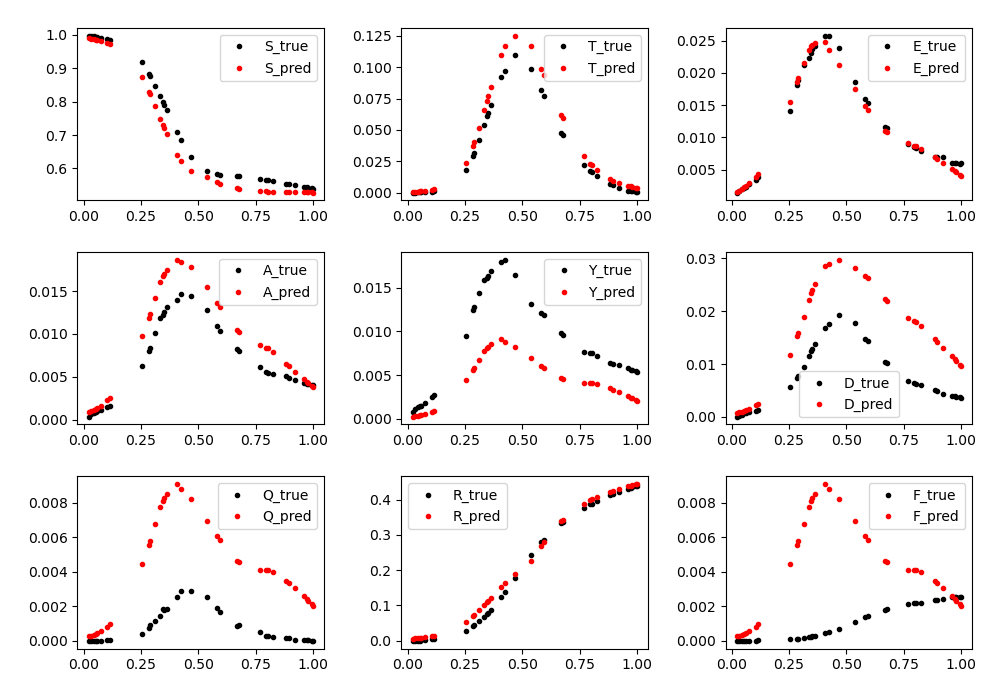 1.0
0.9
0.8
0.7
0.6
S_true
S_pred
0.00 0.25 0.50 0.75 1.00
0.125
0.100
0.075
0.050
0.025
0.000
T_true
T_pred
0.00 0.25 0.50 0.75 1.00
0.025
0.020
0.015
0.010
0.005
E_true
E_pred
0.00 0.25 0.50 0.75 1.00
0.015
0.010
0.005
0.000
A_true
A_pred
0.00 0.25 0.50 0.75 1.00
0.015
0.010
0.005
0.000
Y_true
Y_pred
0.00 0.25 0.50 0.75 1.00
0.03
0.02
0.01
0.00
D_true
D_pred
0.00 0.25 0.50 0.75 1.00
0.008
0.006
0.004
0.002
0.000
Q_true
Q_pred
0.00 0.25 0.50 0.75 1.00
0.4
0.3
0.2
0.1
0.0
R_true
R_pred
0.00 0.25 0.50 0.75 1.00
0.008
0.006
0.004
0.002
0.000
F_true
F_pred
0.00 0.25 0.50 0.75 1.00